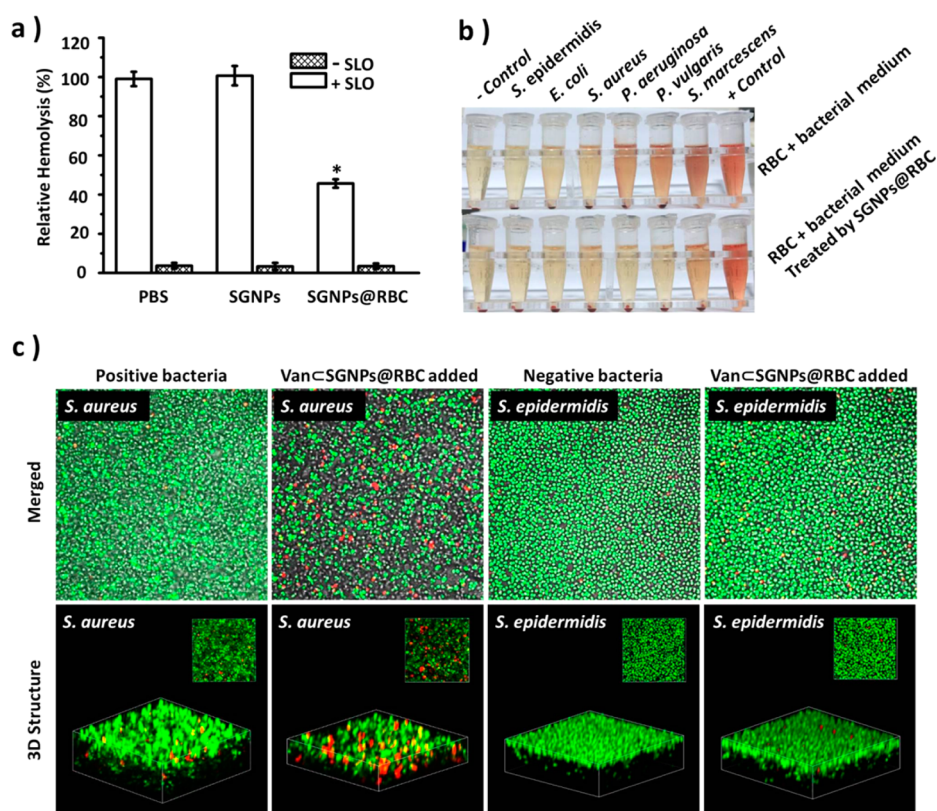 a )
120
100
80
60
40
20
0
Relative Hemolysis (%)
– SLO
+ SLO
*
PBS
SGNPs
SGNPs@RBC
b )
- Control
S. epidermidis
E. coli
S. aureus
P. aeruginosa
P. vulgaris
S. marcescens
+ Control
RBC + bacterial medium
RBC + bacterial medium
Treated by SGNPs@RBC
c )
Positive bacteria
Van⊂SGNPs@RBC added
Negative bacteria
Van⊂SGNPs@RBC added
Merged
S. aureus
S. aureus
S. epidermidis
S. epidermidis
3D Structure
S. aureus
S. aureus
S. epidermidis
S. epidermidis